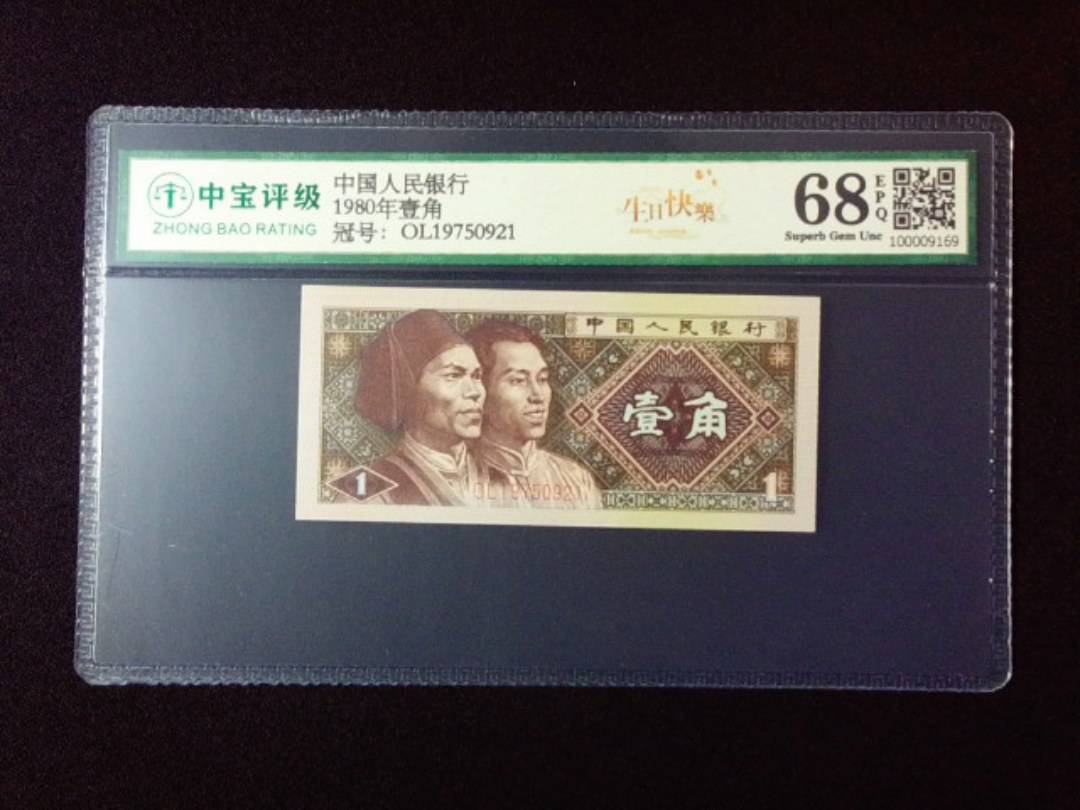 中宝评级
ZHONG BAO RATING
中国人民银行
1980年壹角
冠号：OL19750921
生日快樂
68
EPQ
Superb Gem Unc
100009169
中国人民银行
壹角
1
OL19750921
1